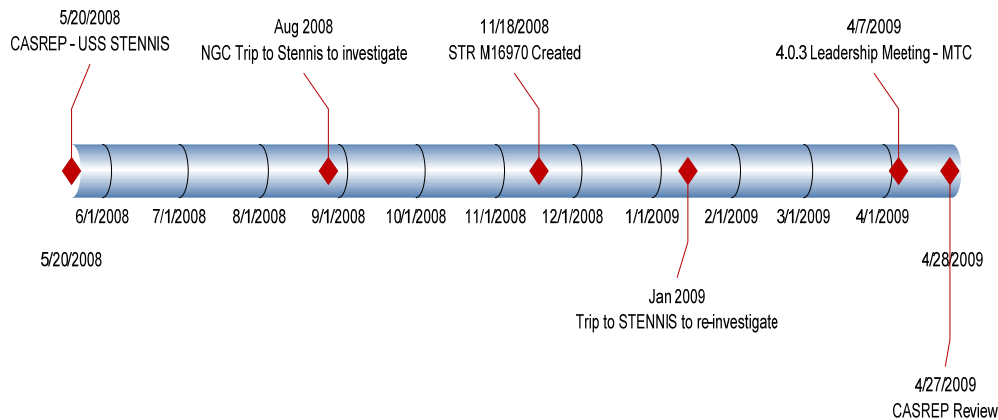 5/20/2008
CASREP - USS STENNIS
Aug 2008
NGC Trip to Stennis to investigate
11/18/2008
STR M16970 Created
4/7/2009
4.0.3 Leadership Meeting - MTC
6/1/2008
7/1/2008
8/1/2008
9/1/2008
10/1/2008
11/1/2008
12/1/2008
1/1/2009
2/1/2009
3/1/2009
4/1/2009
5/20/2008
4/28/2009
Jan 2009
Trip to STENNIS to re-investigate
4/27/2009
CASREP Review